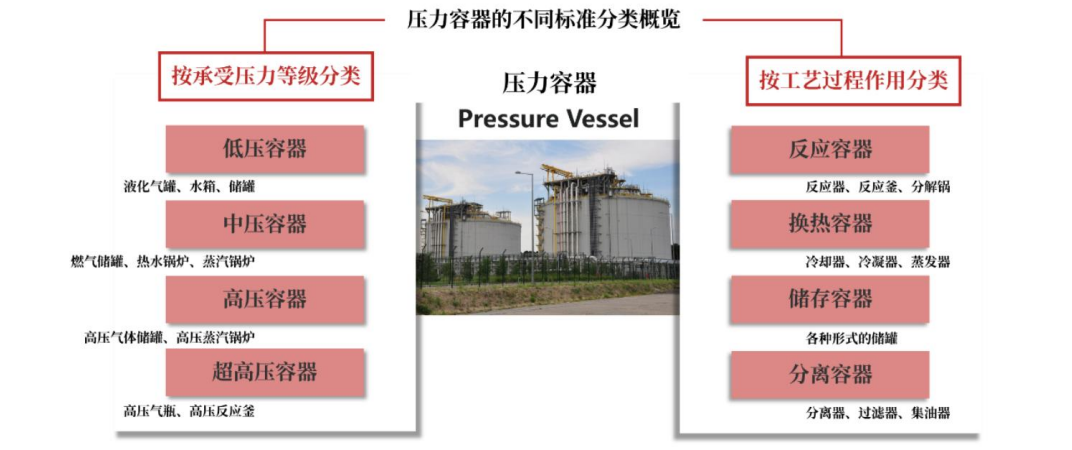 压力容器的不同标准分类概览
按承受压力等级分类
低压容器
液化气罐、水箱、储罐
中压容器
燃气储罐、热水锅炉、蒸汽锅炉
高压容器
高压气体储罐、高压蒸汽锅炉
超高压容器
高压气瓶、高压反应釜
压力容器
Pressure Vessel
按工艺过程作用分类
反应容器
反应器、反应釜、分解锅
换热容器
冷却器、冷凝器、蒸发器
储存容器
各种形式的储罐
分离容器
分离器、过滤器、集油器